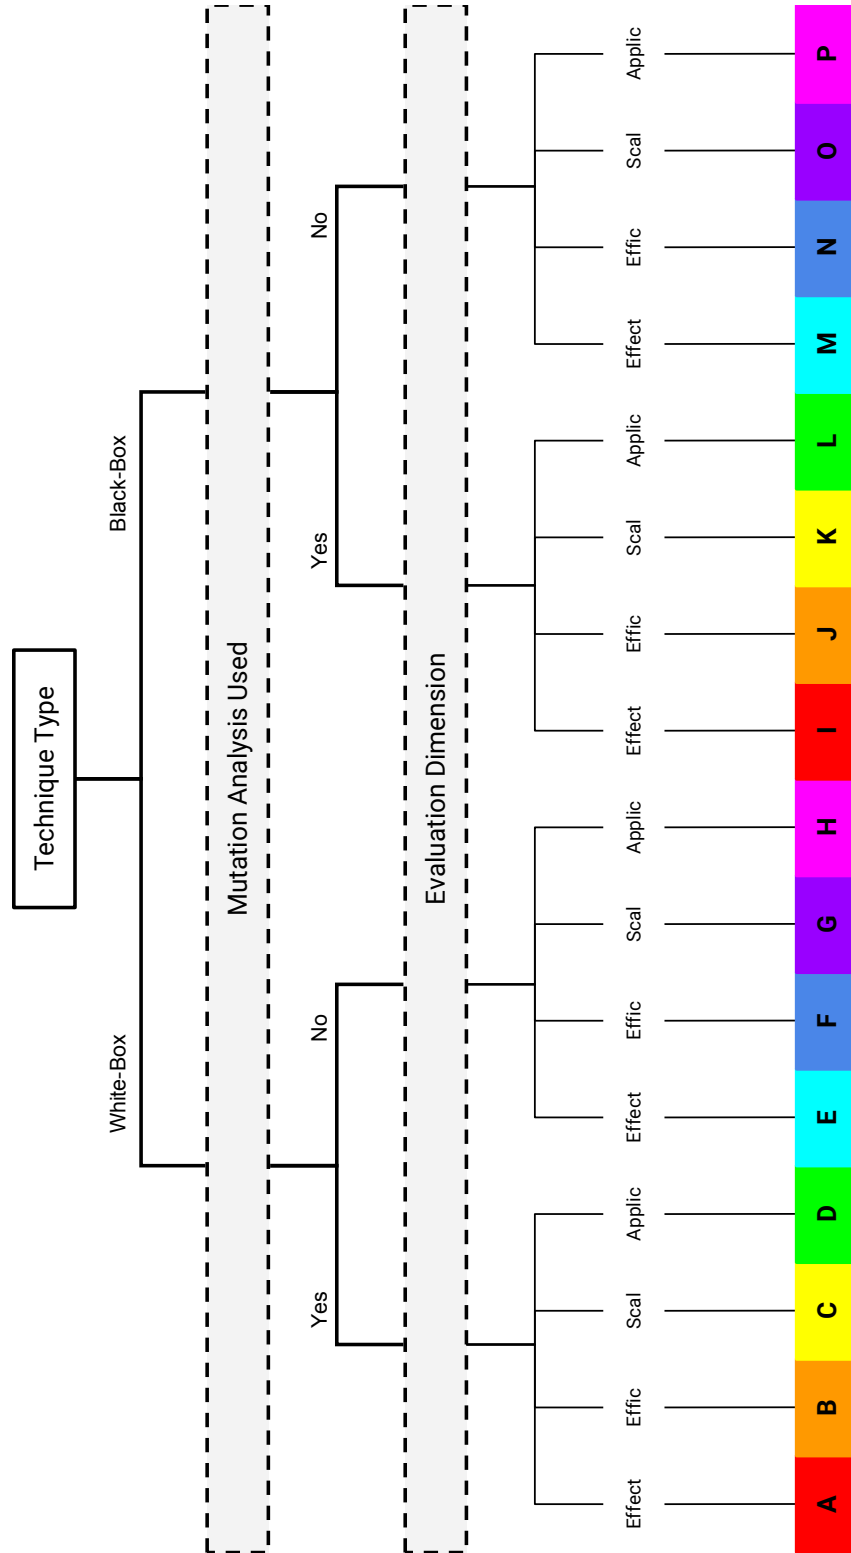 Technique Type
White-Box
Black-Box
Mutation Analysis Used
Yes
No
Yes
No
Evaluation Dimension
Effect
Effic
Scal
Applic
Effect
Effic
Scal
Applic
Effect
Effic
Scal
Applic
Effect
Effic
Scal
Applic
A
B
C
D
E
F
G
H
I
J
K
L
M
N
O
P